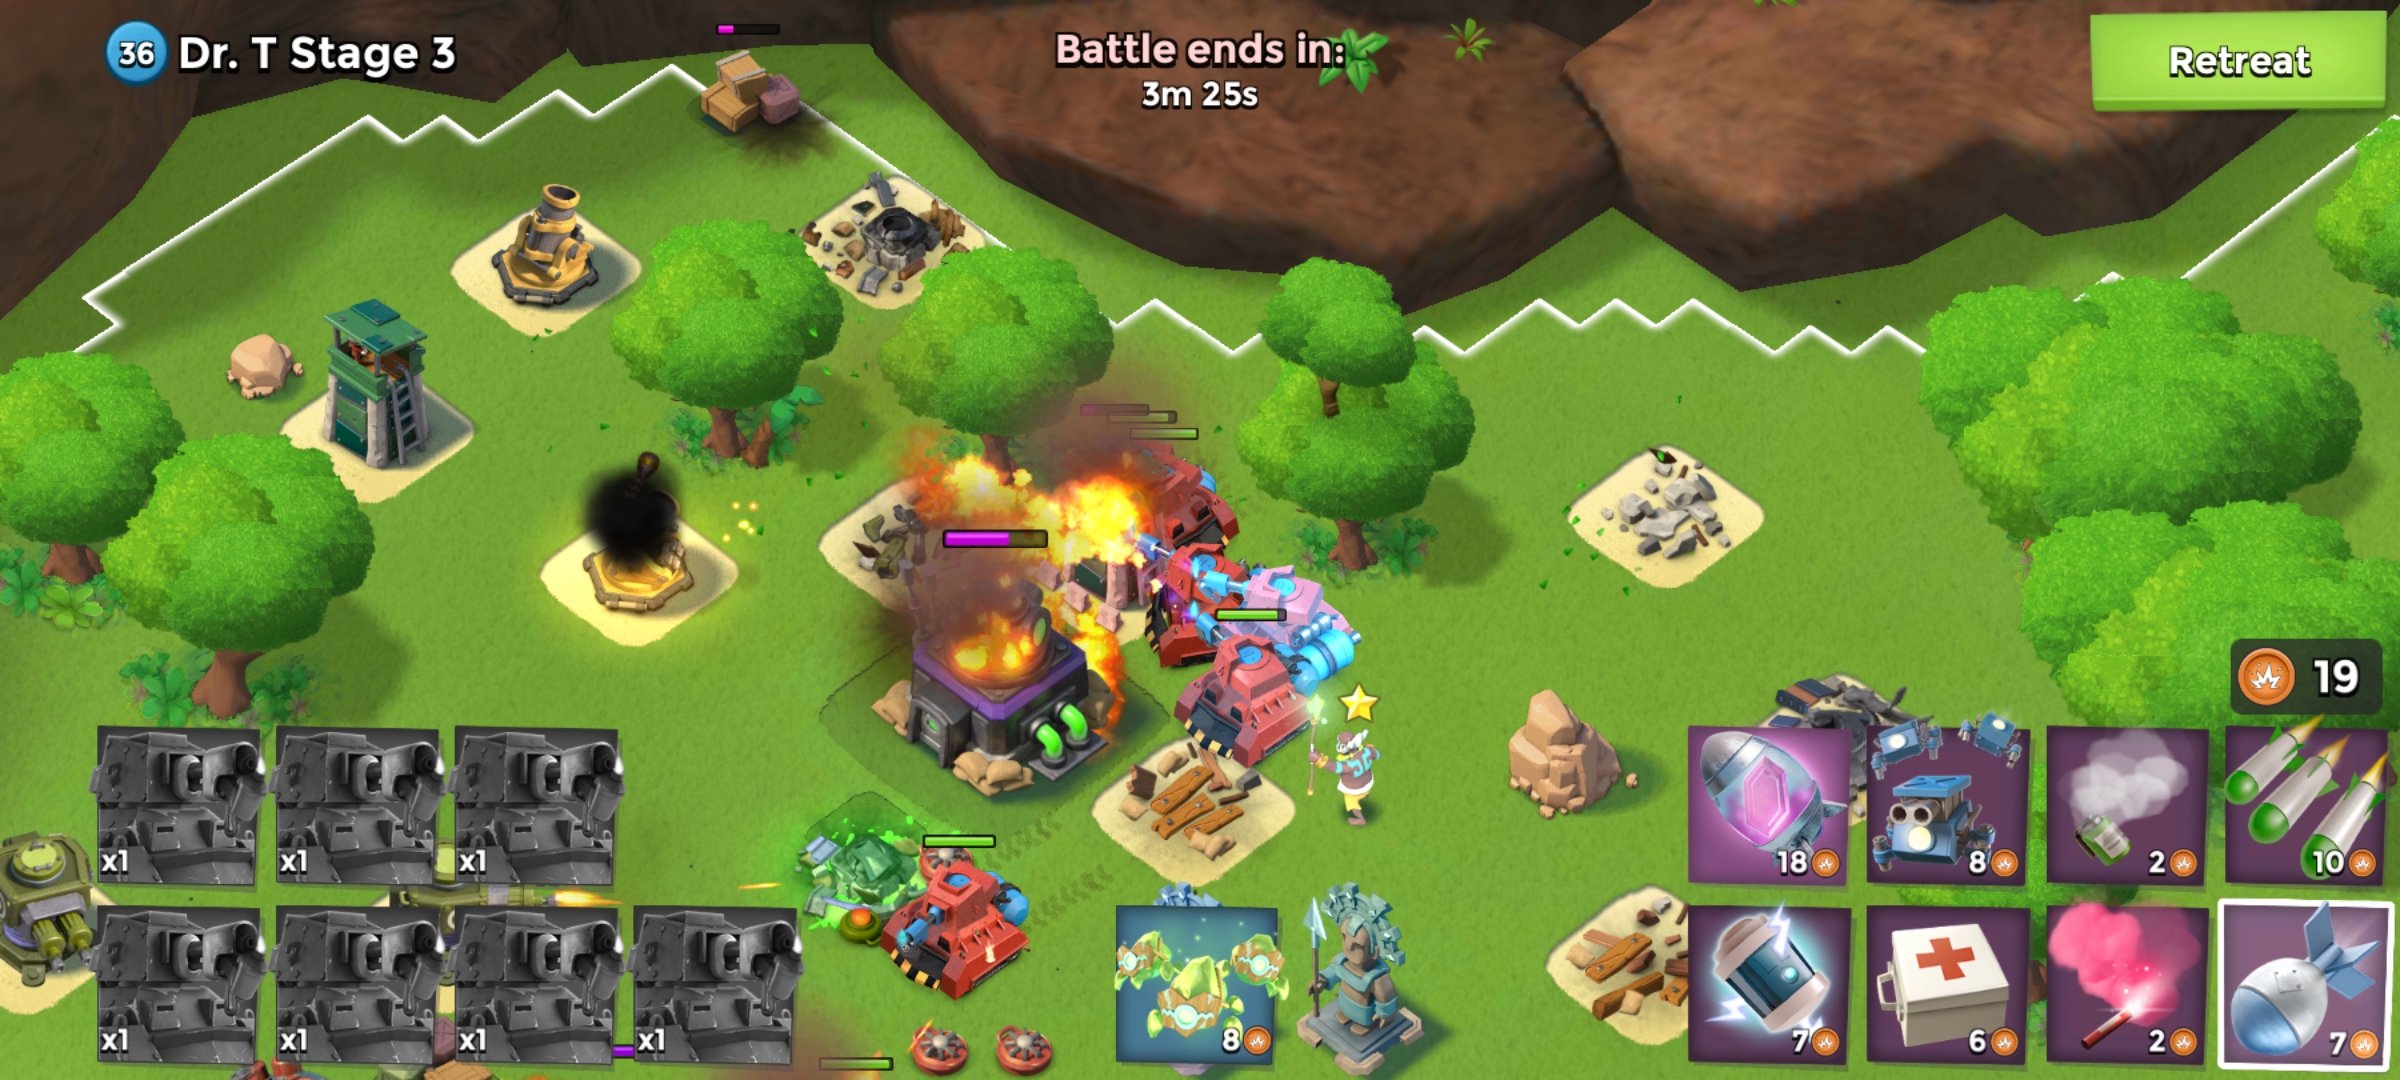 36 Dr. T Stage 3
Battle ends in:
3m 25s
Retreat
19
x1
x1
x1
18
8
2
10
x1
x1
x1
x1
8
7
6
2
7